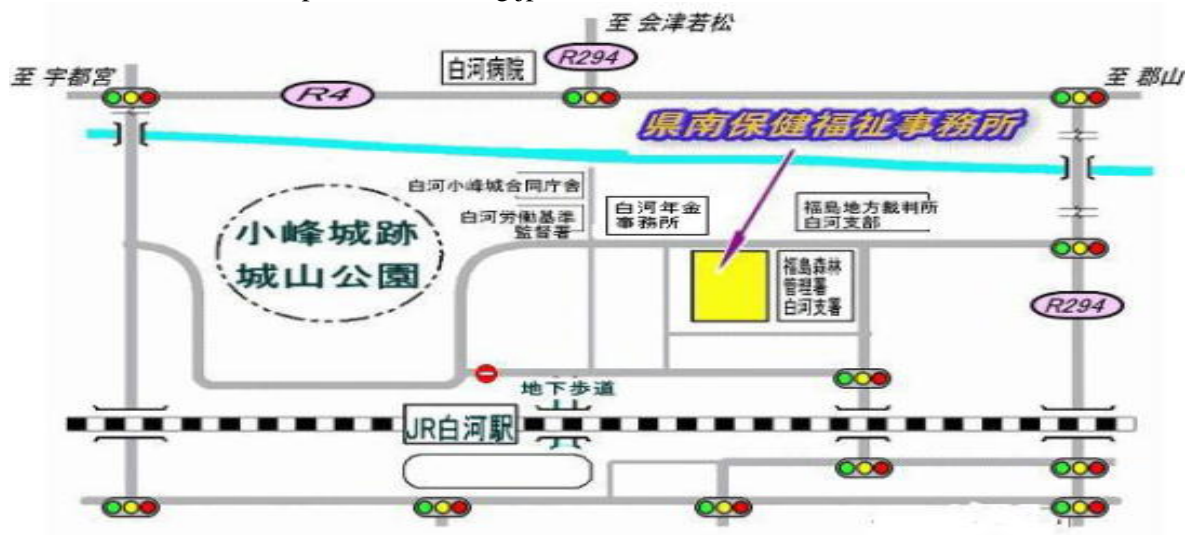 至 会津若松
白河病院
R294
至 宇都宮
R4
至 郡山
県南保健福祉事務所
白河小峰城合同庁舎
白河労働基準
監督署
白河年金
事務所
福島地方裁判所
白河支部
小峰城跡
城山公園
福島森林
管理署
白河支署
R294
地下歩道
JR白河駅